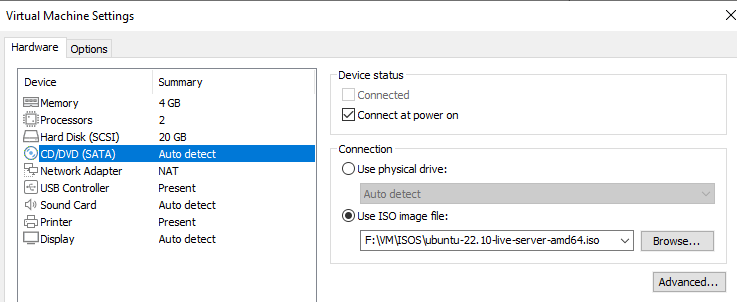 Virtual Machine Settings
Hardware Options
Device Summary
Memory 4 GB
Processors 2
Hard Disk (SCSI) 20 GB
CD/DVD (SATA) Auto detect
Network Adapter NAT
USB Controller Present
Sound Card Auto detect
Printer Present
Display Auto detect
Device status
Connected
Connect at power on
Connection
Use physical drive:
Auto detect
Use ISO image file:
F:\VM\ISOS\ubuntu-22.10-live-server-amd64.iso Browse...
Advanced...